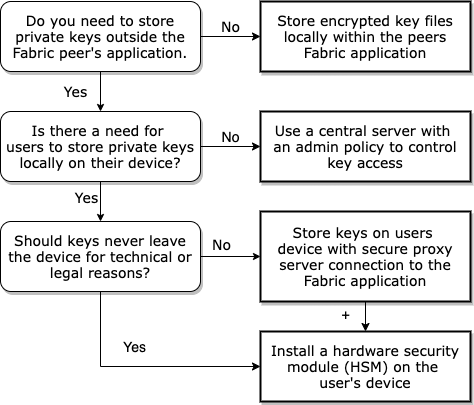 Do you need to store
private keys outside the
Fabric peer's application.
No
Store encrypted key files
locally within the peers
Fabric application
Yes
Is there a need for
users to store private keys
locally on their device?
No
Use a central server with
an admin policy to control
key access
Yes
Should keys never leave
the device for technical or
legal reasons?
No
Store keys on users
device with secure proxy
server connection to the
Fabric application
+
Yes
Install a hardware security
module (HSM) on the
user's device